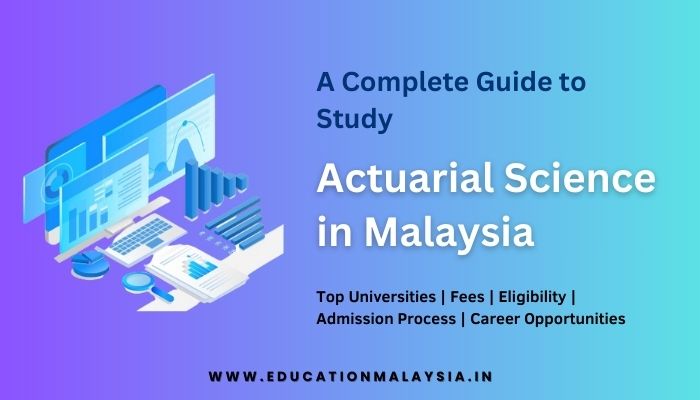 A Complete Guide to
Study
Actuarial Science
in Malaysia
Top Universities | Fees | Eligibility |
Admission Process | Career Opportunities
WWW.EDUCATIONMALAYSIA.IN